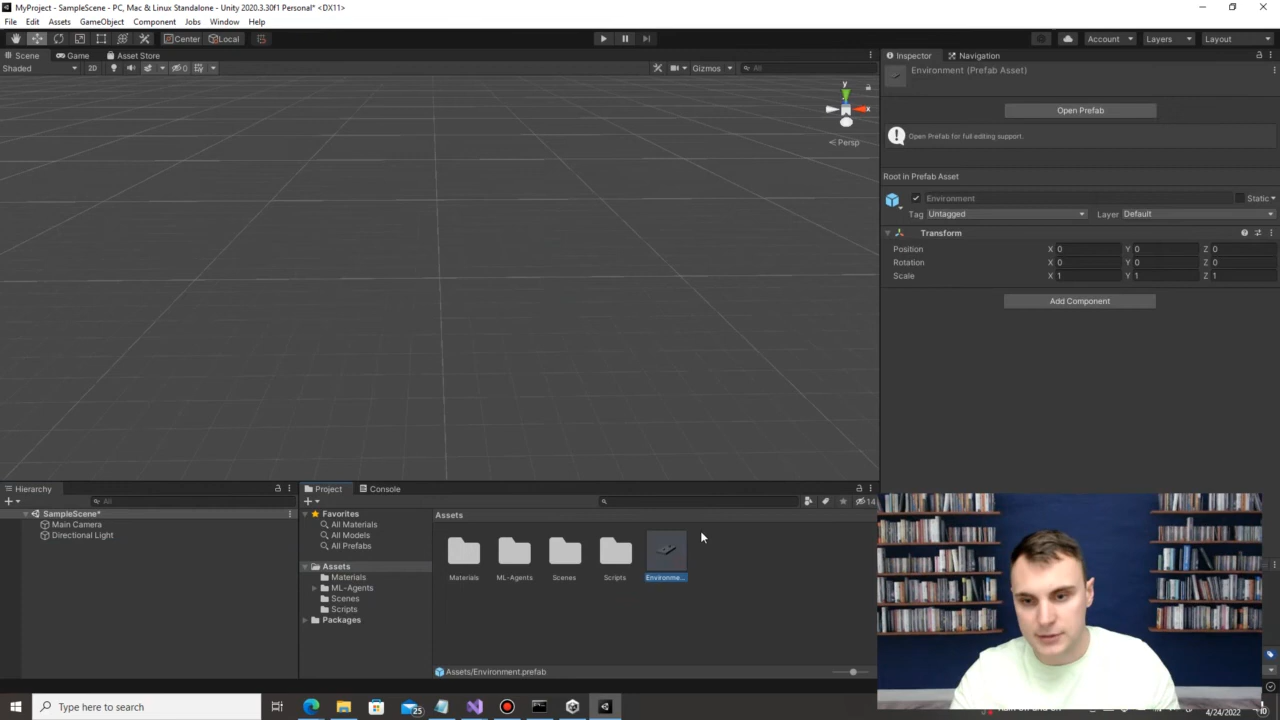 MyProject - SampleScene - PC, Mac & Linux Standalone - Unity 2020.3.30f1 Personal* <DX11>
File Edit Assets GameObject Component Jobs Window Help
Center Local Account Layers Layout
Scene Game Asset Store
Shaded 2D 0 Gizmos All
y
x
Persp
Inspector Navigation
Environment (Prefab Asset)
Open Prefab
Open Prefab for full editing support.
Root in Prefab Asset
Environment Static
Tag Untagged Layer Default
Transform
Position X 0 Y 0 Z 0
Rotation X 0 Y 0 Z 0
Scale X 1 Y 1 Z 1
Add Component
Hierarchy
All
SampleScene*
Main Camera
Directional Light
Project Console
14
Favorites
All Materials
All Models
All Prefabs
Assets
Materials
ML-Agents
Scenes
Scripts
Packages
Assets
Materials ML-Agents Scenes Scripts Environme...
Assets/Environment.prefab
Type here to search
25